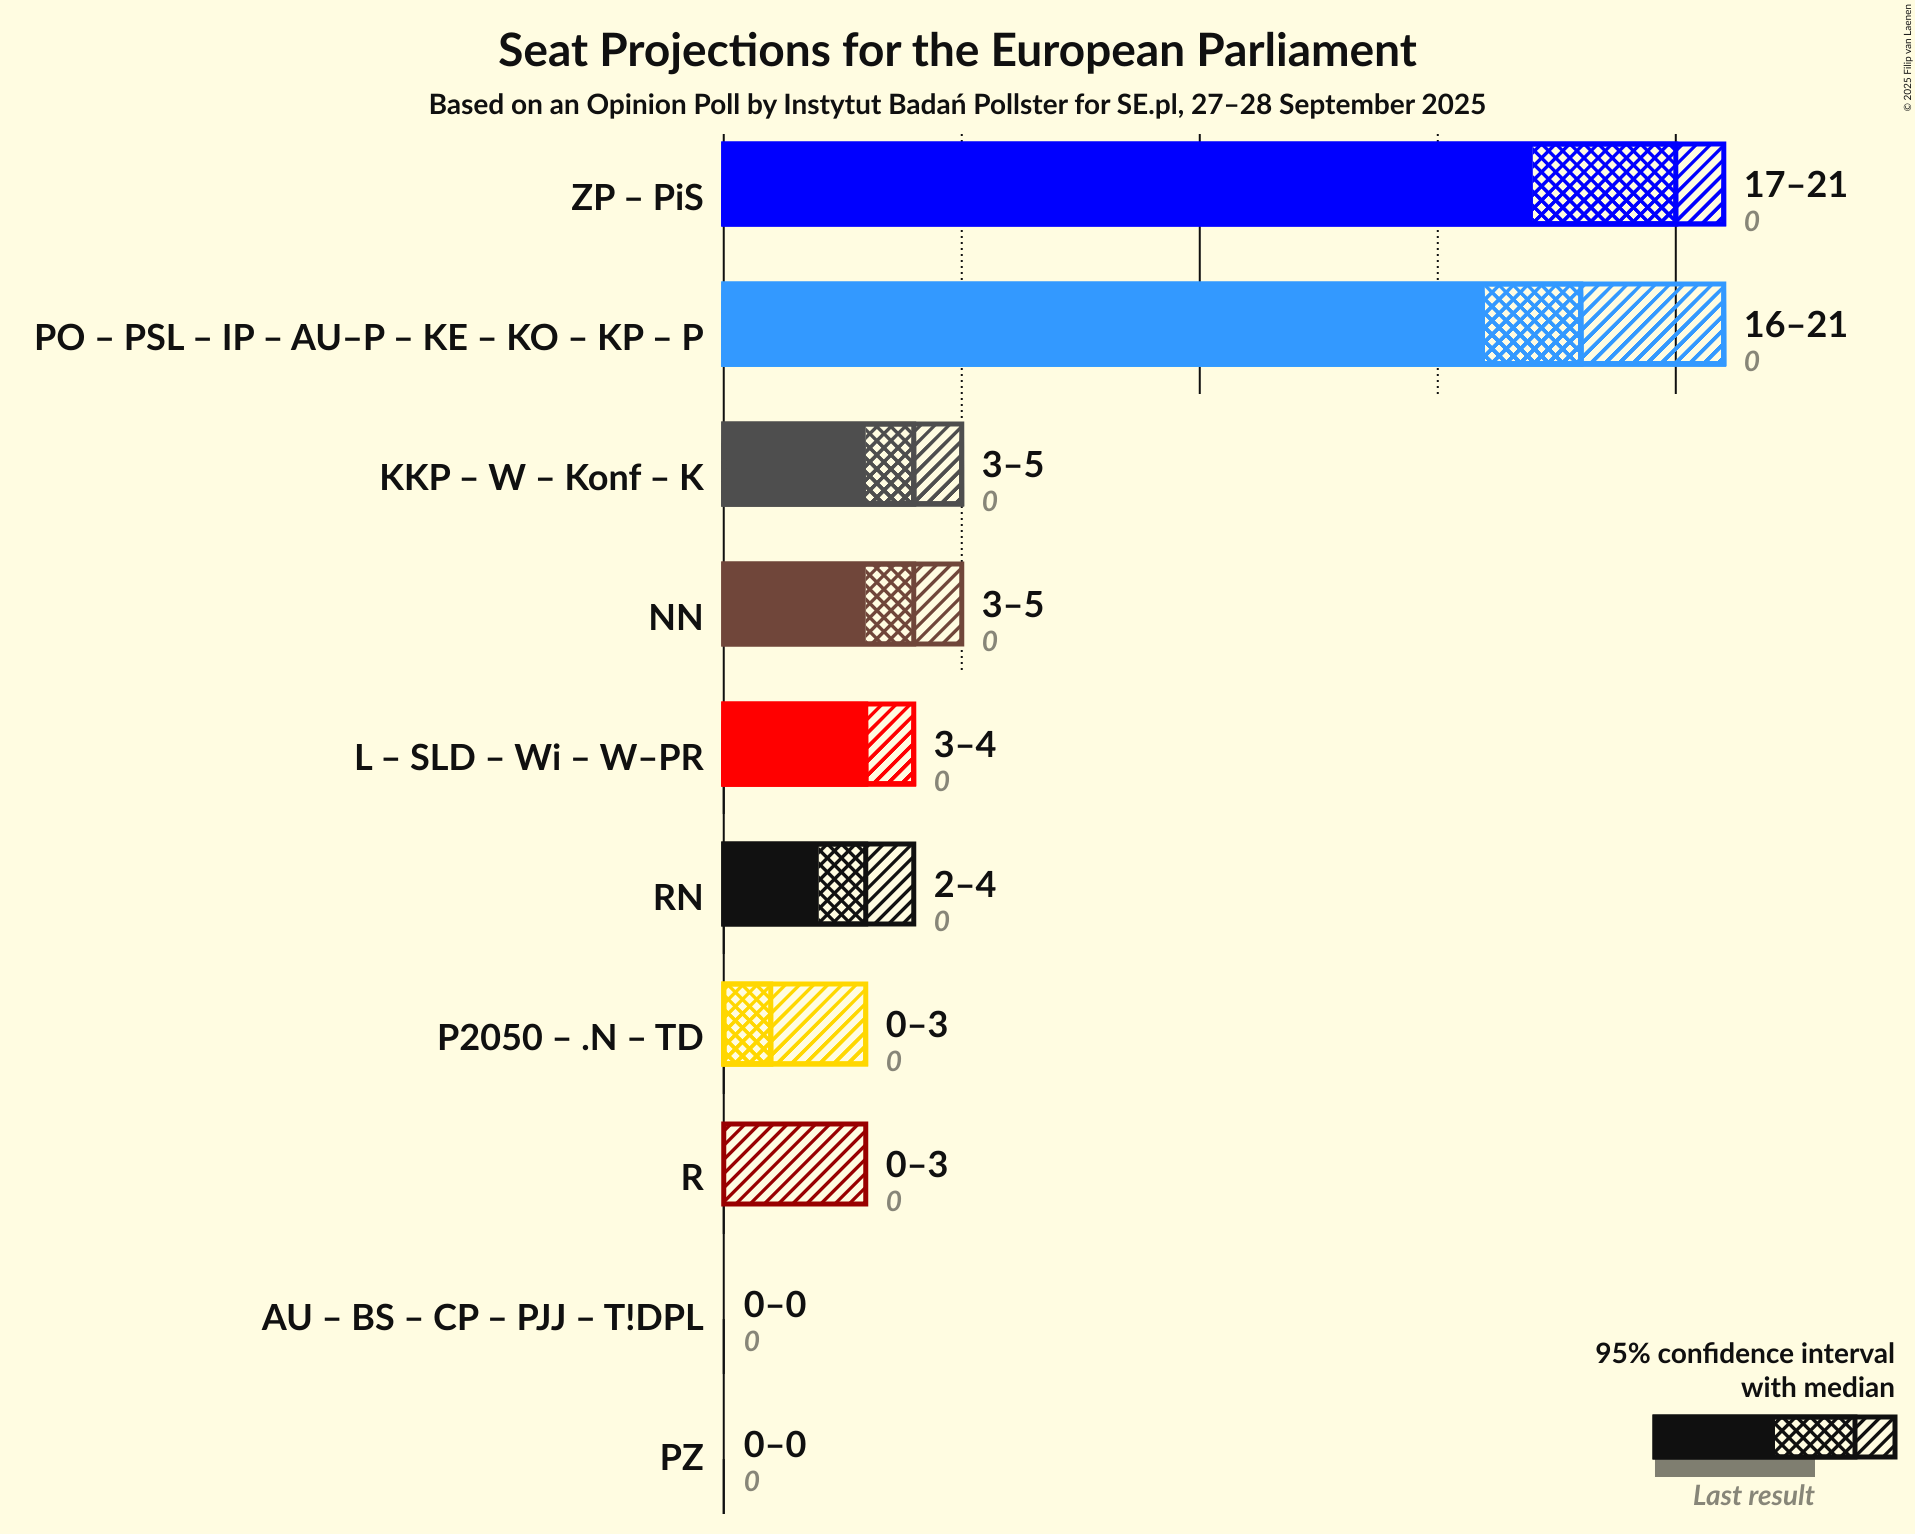 Seat Projections for the European Parliament
Based on an Opinion Poll by Instytut Badań Pollster for SE.pl, 27–28 September 2025
© 2025 Filip van Laenen
ZP – PiS
17–21
0
PO – PSL – IP – AU–P – KE – KO – KP – P
16–21
0
KKP – W – Konf – K
3–5
0
NN
3–5
0
L – SLD – Wi – W–PR
3–4
0
RN
2–4
0
P2050 – .N – TD
0–3
0
R
0–3
0
AU – BS – CP – PJJ – T!DPL
0–0
0
PZ
0–0
0
95% confidence interval
with median
Last result